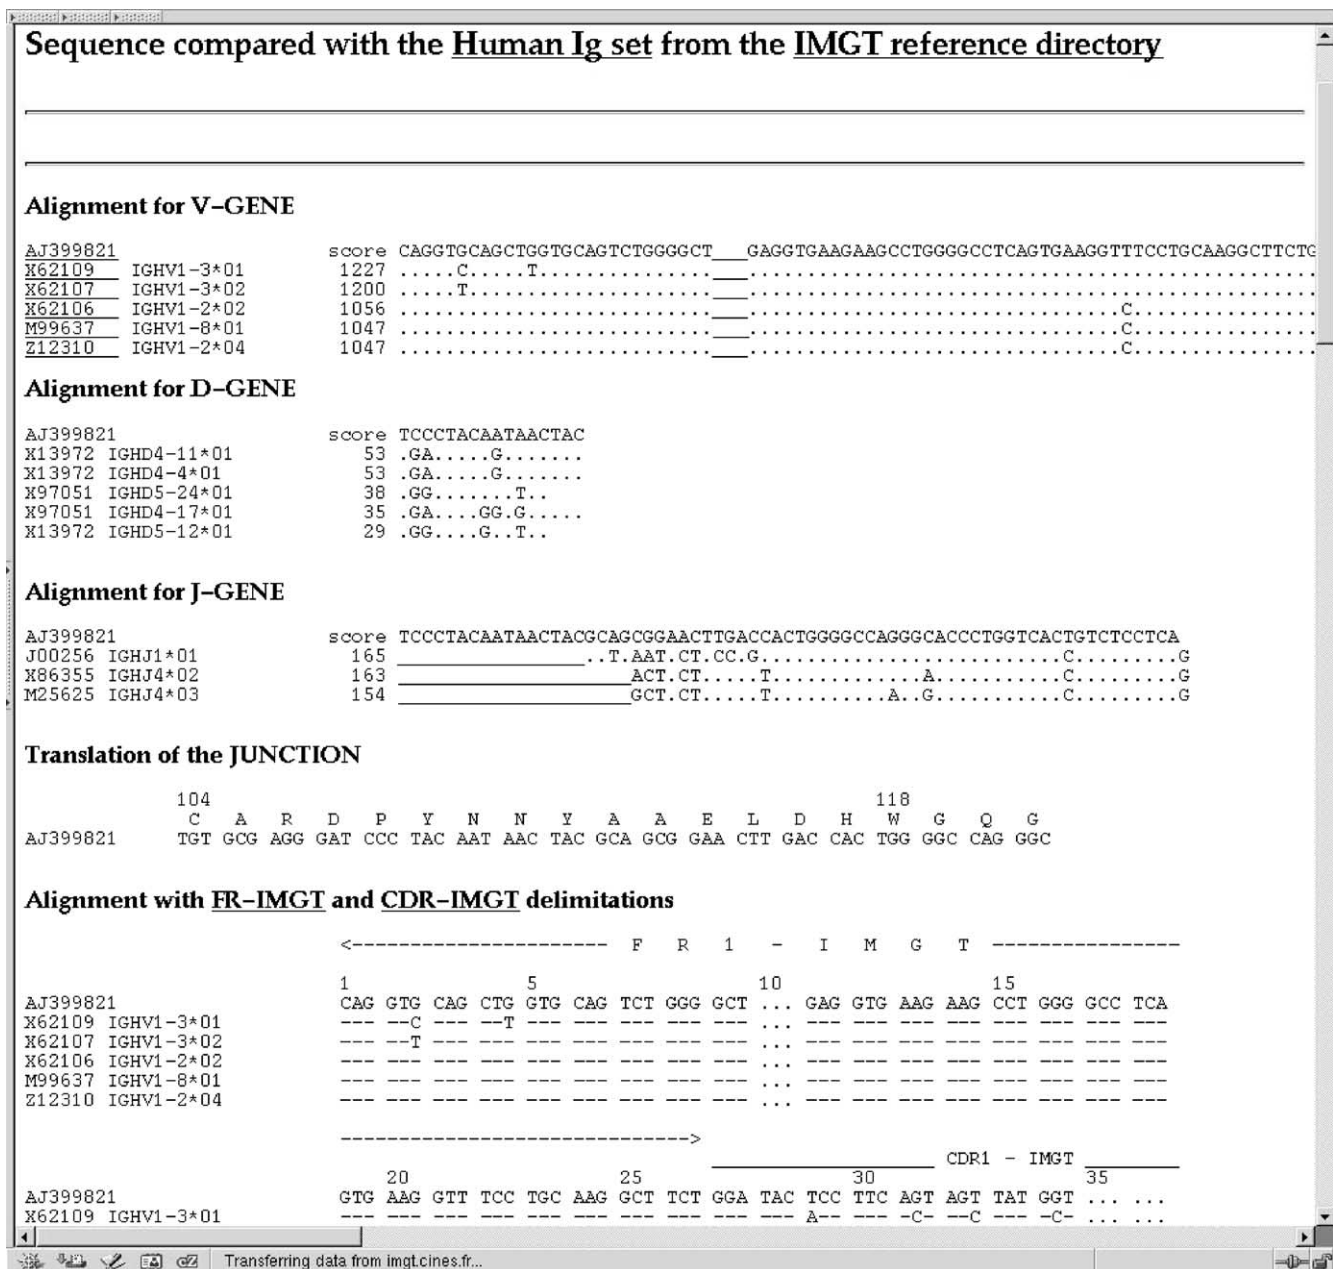 Sequence compared with the Human Ig set from the IMGT reference directory
Alignment for V-GENE
AJ399821 score CAGGTGCAGCTGGTGCAGTCTGGGGCT___GAGGTGAAGAAGCCTGGGGCCTCAGTGAAGGTTTCCTGCAAGGCTTCTG
X62109 IGHV1-3*01 1227 .....C.....T...............___................................................
X62107 IGHV1-3*02 1200 .....T.....................___................................................
X62106 IGHV1-2*02 1056 ...........................___................................C................
M99637 IGHV1-8*01 1047 ...........................___................................C................
Z12310 IGHV1-2*04 1047 ...........................___................................C................
Alignment for D-GENE
AJ399821 score TCCCTACAATAACTAC
X13972 IGHD4-11*01 53 .GA.....G.......
X13972 IGHD4-4*01 53 .GA.....G.......
X97051 IGHD5-24*01 38 .GG.......T..
X97051 IGHD4-17*01 35 .GA....GG.G.....
X13972 IGHD5-12*01 29 .GG....G..T..
Alignment for J-GENE
AJ399821 score TCCCTACAATAACTACGCAGCGGAACTTGACCACTGGGGCCAGGGCACCCTGGTCACTGTCTCCTCA
J00256 IGHJ1*01 165 ________________..T.AAT.CT.CC.G..........................C.........G
X86355 IGHJ4*02 163 ____________________ACT.CT.....T.............A...........C.........G
M25625 IGHJ4*03 154 ____________________GCT.CT.....T..........A..G...........C.........G
Translation of the JUNCTION
104 118
C A R D P Y N N Y A A E L D H W G Q G
AJ399821 TGT GCG AGG GAT CCC TAC AAT AAC TAC GCA GCG GAA CTT GAC CAC TGG GGC CAG GGC
Alignment with FR-IMGT and CDR-IMGT delimitations
<----------------------- F R 1 - I M G T ----------------
1 5 10 15
AJ399821 CAG GTG CAG CTG GTG CAG TCT GGG GCT ... GAG GTG AAG AAG CCT GGG GCC TCA
X62109 IGHV1-3*01 --- --C --- --T --- --- --- --- --- ... --- --- --- --- --- --- --- ---
X62107 IGHV1-3*02 --- --T --- --- --- --- --- --- --- ... --- --- --- --- --- --- --- ---
X62106 IGHV1-2*02 --- --- --- --- --- --- --- --- --- ... --- --- --- --- --- --- --- ---
M99637 IGHV1-8*01 --- --- --- --- --- --- --- --- --- ... --- --- --- --- --- --- --- ---
Z12310 IGHV1-2*04 --- --- --- --- --- --- --- --- --- ... --- --- --- --- --- --- --- ---
------------------------------>
___________________ CDR1 - IMGT ________
20 25 30 35
AJ399821 GTG AAG GTT TCC TGC AAG GCT TCT GGA TAC TCC TTC AGT AGT TAT GGT ... ...
X62109 IGHV1-3*01 --- --- --- --- --- --- --- --- --- --- A-- --- -C- --C --- -C- ... ...
Transferring data from imgt.cines.fr...